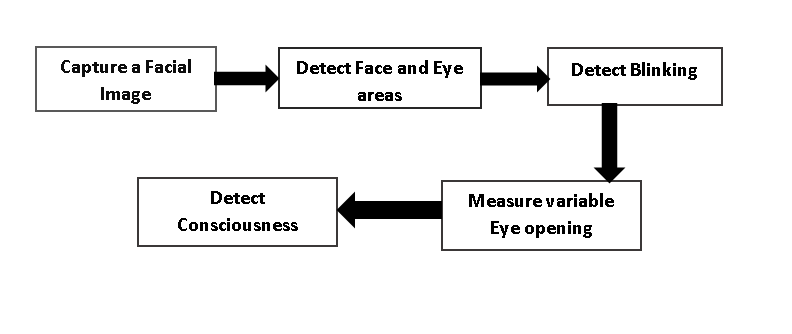 Capture a Facial
Image
Detect Face and Eye
areas
Detect Blinking
Measure variable
Eye opening
Detect
Consciousness